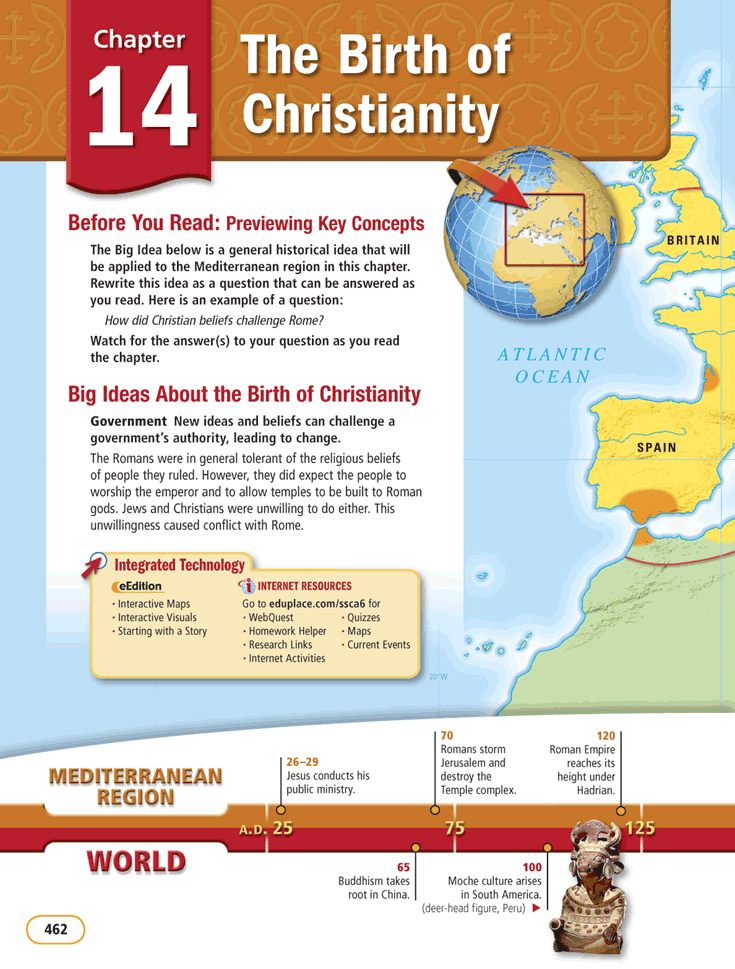 Chapter
14
The Birth of
Christianity
Before You Read: Previewing Key Concepts
The Big Idea below is a general historical idea that will
be applied to the Mediterranean region in this chapter.
Rewrite this idea as a question that can be answered as
you read. Here is an example of a question:
How did Christian beliefs challenge Rome?
Watch for the answer(s) to your question as you read
the chapter.
Big Ideas About the Birth of Christianity
Government New ideas and beliefs can challenge a
government's authority, leading to change.
The Romans were in general tolerant of the religious beliefs
of people they ruled. However, they did expect the people to
worship the emperor and to allow temples to be built to Roman
gods. Jews and Christians were unwilling to do either. This
unwillingness caused conflict with Rome.
Integrated Technology
eEdition
• Interactive Maps
• Interactive Visuals
• Starting with a Story
INTERNET RESOURCES
Go to eduplace.com/ssca6 for
• WebQuest
• Homework Helper
• Research Links
• Internet Activities
• Quizzes
• Maps
• Current Events
BRITAIN
ATLANTIC
OCEAN
SPAIN
20°W
MEDITERRANEAN
REGION
26–29
Jesus conducts his
public ministry.
70
Romans storm
Jerusalem and
destroy the
Temple complex.
120
Roman Empire
reaches its
height under
Hadrian.
A.D. 25
75
125
WORLD
65
Buddhism takes
root in China.
100
Moche culture arises
in South America.
(deer-head figure, Peru) ►
462